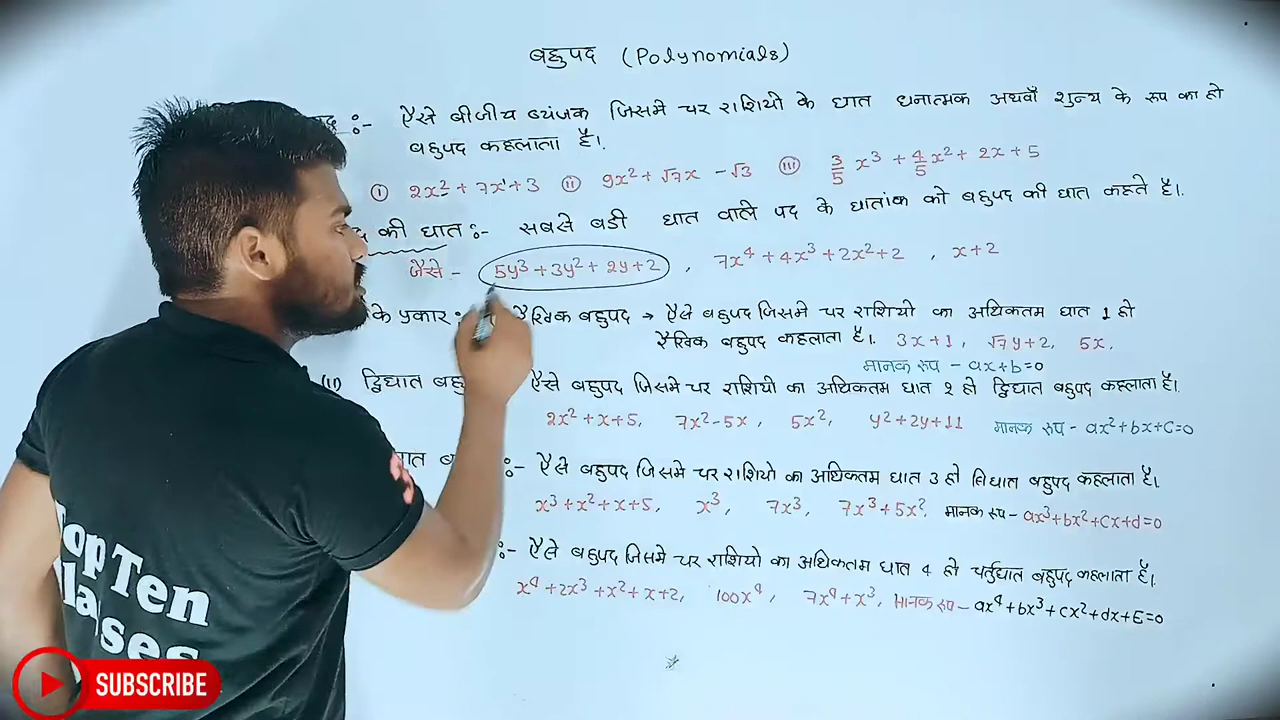 बहुपद (Polynomials)
:- ऐसे बीजीय व्यंजक जिसमे चर राशियो के घात धनात्मक अथवाँ शुन्य के रूप का हो
बहुपद कहलाता है।
(i) 2x² + 7x¹ + 3 (ii) 9x² + √7x - √3 (iii) 3/5 x³ + 4/5 x² + 2x + 5
की घात :- सबसे बडी घात वाले पद के घातांक को बहुपद की घात कहते है।
जैसे - 5y³ + 3y² + 2y + 2 , 7x⁴ + 4x³ + 2x² + 2 , x + 2
के प्रकार : रैखिक बहुपद → ऐसे बहुपद जिसमे चर राशियो का अधिकतम घात 1 हो
रैखिक बहुपद कहलाता है। 3x + 1, √7y + 2, 5x,
मानक रूप - ax + b = 0
(ii) द्विघात ऐसे बहुपद जिसमे चर राशियो का अधिकतम घात 2 हो द्विघात बहुपद कहलाता है।
2x² + x + 5, 7x² - 5x, 5x², y² + 2y + 11 मानक रूप - ax² + bx + c = 0
:- ऐसे बहुपद जिसमे चर राशियो का अधिकतम घात 3 हो त्रिघात बहुपद कहलाता है।
x³ + x² + x + 5, x³, 7x³, 7x³ + 5x², मानक रूप - ax³ + bx² + cx + d = 0
:- ऐसे बहुपद जिसमे चर राशियो का अधिकतम घात 4 हो चर्तुघात बहुपद कहलाता है।
x⁴ + 2x³ + x² + x + 2, 100x⁴, 7x⁴ + x³, मानक रूप - ax⁴ + bx³ + cx² + dx + E = 0
Top Ten
lasses
SUBSCRIBE